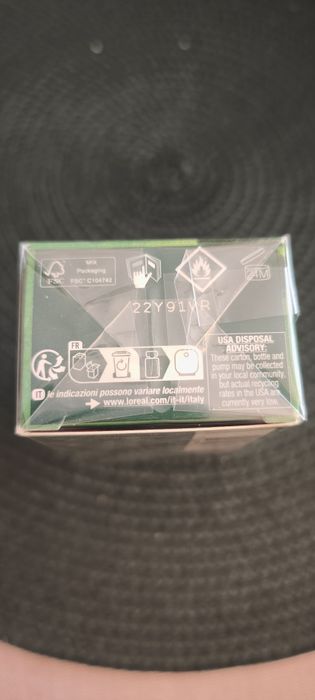 MIX
Packaging
FSC
FSC® C104742
24M
22Y91VR
FR
USA DISPOSAL
ADVISORY:
These carton, bottle and
pump may be collected
in your local community,
but actual recycling
rates in the USA are
currently very low.
IT le indicazioni possono variare localmente
www.loreal.com/it-it/italy